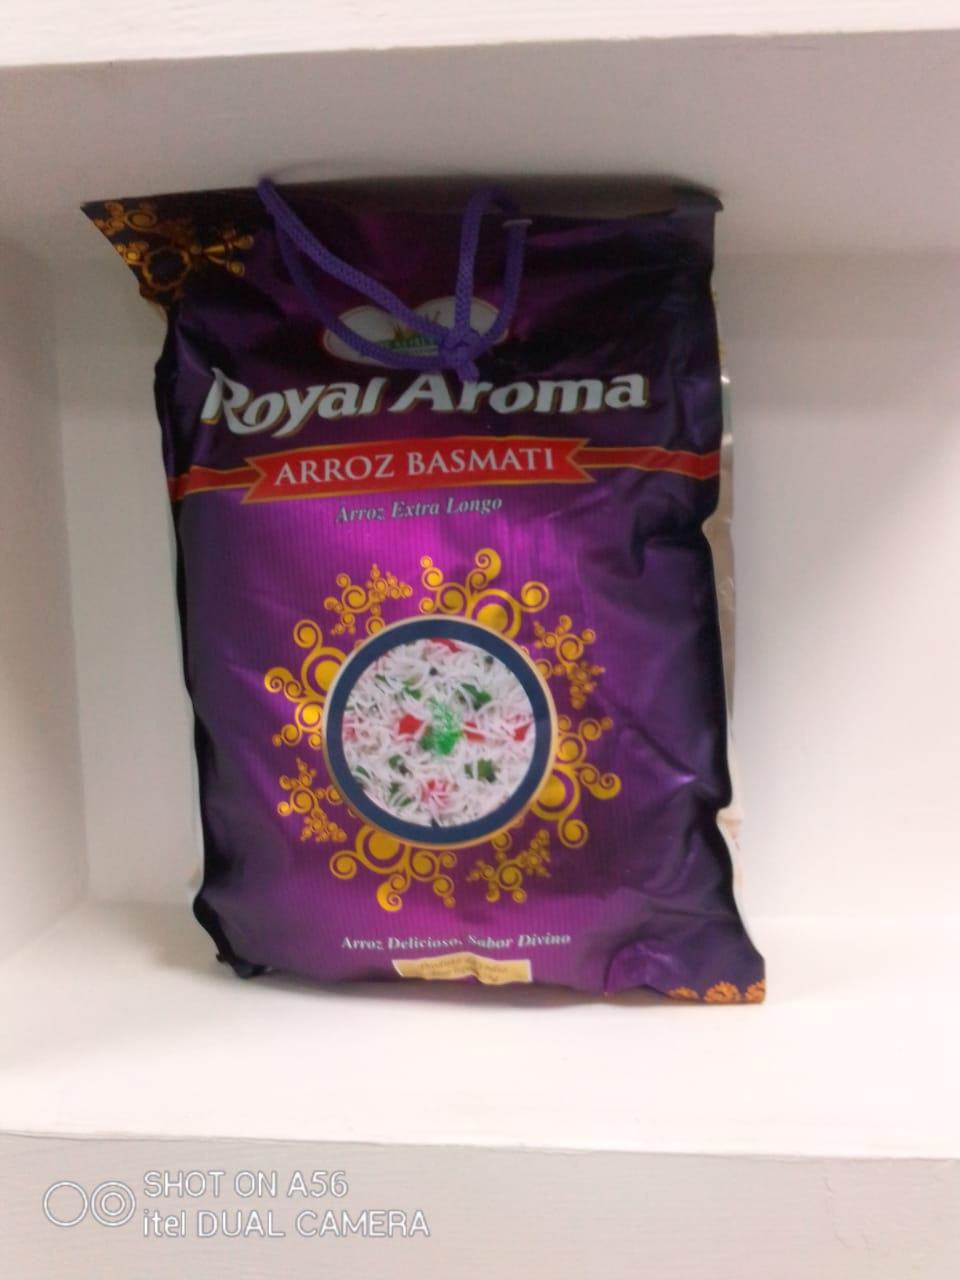 Royal Aroma
ARROZ BASMATI
Arroz Extra Longo
Arroz Delicioso, Sabor Divino
SHOT ON A56
itel DUAL CAMERA